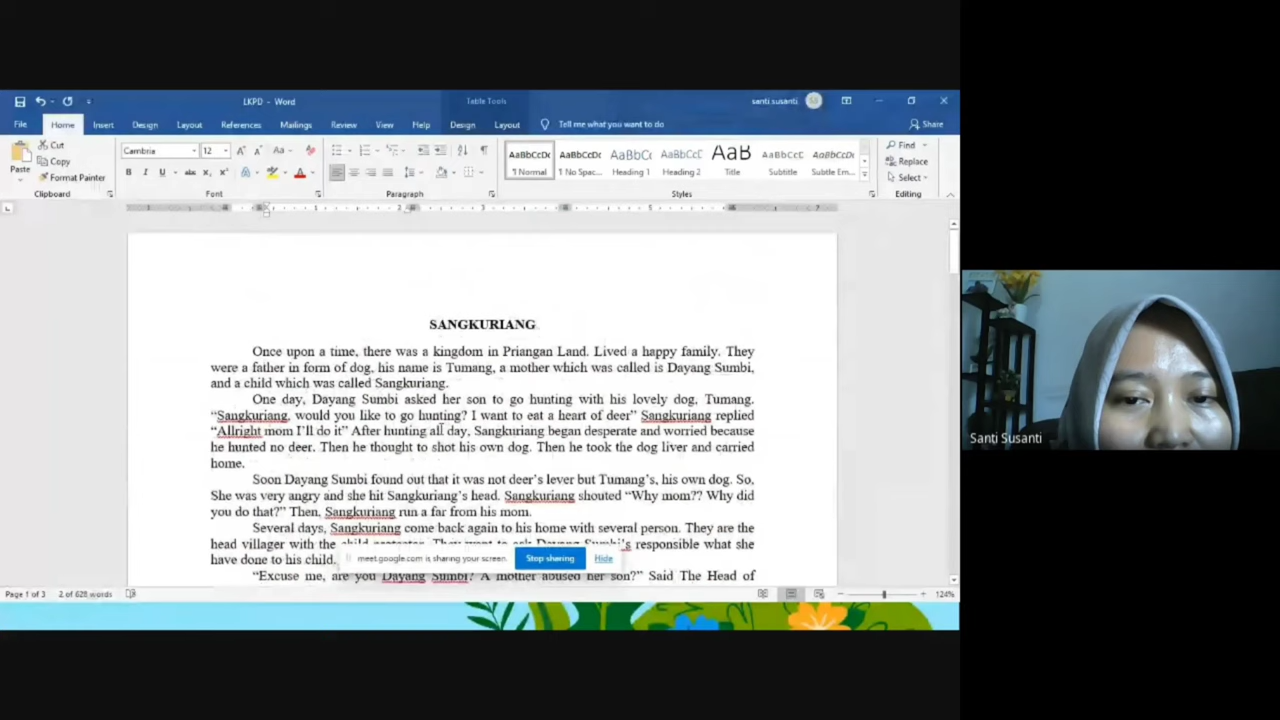 LKPD - Word
Table Tools
santi susanti
File Home Insert Design Layout References Mailings Review View Help Design Layout Tell me what you want to do Share
Paste
Cut
Copy
Format Painter
Clipboard
Cambria 12
Font
Paragraph
AaBbCcDc AaBbCcDc AaBbC( AaBbCcC AaB AaBbCcD AaBbCcDc
¶ Normal ¶ No Spac... Heading 1 Heading 2 Title Subtitle Subtle Em...
Styles
Find
Replace
Select
Editing
SANGKURIANG
Once upon a time, there was a kingdom in Priangan Land. Lived a happy family. They
were a father in form of dog, his name is Tumang, a mother which was called is Dayang Sumbi,
and a child which was called Sangkuriang.
One day, Dayang Sumbi asked her son to go hunting with his lovely dog, Tumang.
“Sangkuriang, would you like to go hunting? I want to eat a heart of deer” Sangkuriang replied
“Allright mom I’ll do it” After hunting all day, Sangkuriang began desperate and worried because
he hunted no deer. Then he thought to shot his own dog. Then he took the dog liver and carried
home.
Soon Dayang Sumbi found out that it was not deer’s lever but Tumang’s, his own dog. So,
She was very angry and she hit Sangkuriang’s head. Sangkuriang shouted “Why mom?? Why did
you do that?” Then, Sangkuriang run a far from his mom.
Several days, Sangkuriang come back again to his home with several person. They are the
head villager with the child protector. They want to ask Dayang Sumbi’s responsible what she
have done to his child.
“Excuse me, are you Dayang Sumbi? A mother abused her son?” Said The Head of
meet.google.com is sharing your screen.
Stop sharing
Hide
Page 1 of 3 2 of 628 words
124%
Santi Susanti